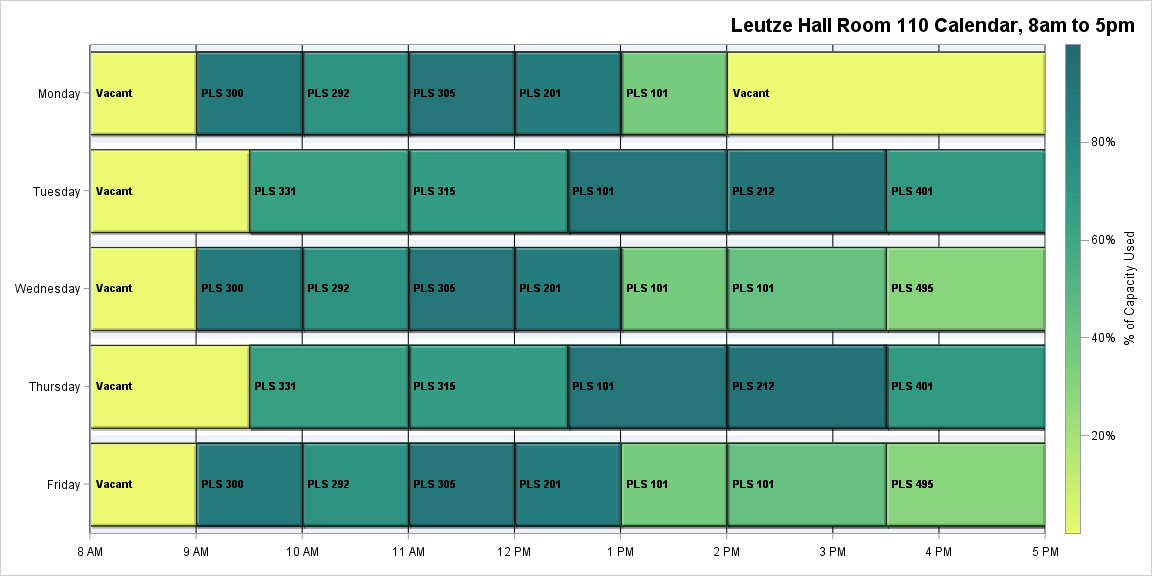 Leutze Hall Room 110 Calendar, 8am to 5pm
Monday Vacant PLS 300 PLS 292 PLS 305 PLS 201 PLS 101 Vacant
80%
Tuesday Vacant PLS 331 PLS 315 PLS 101 PLS 212 PLS 401
60%
% of Capacity Used
Wednesday Vacant PLS 300 PLS 292 PLS 305 PLS 201 PLS 101 PLS 101 PLS 495
40%
Thursday Vacant PLS 331 PLS 315 PLS 101 PLS 212 PLS 401
20%
Friday Vacant PLS 300 PLS 292 PLS 305 PLS 201 PLS 101 PLS 101 PLS 495
8 AM 9 AM 10 AM 11 AM 12 PM 1 PM 2 PM 3 PM 4 PM 5 PM